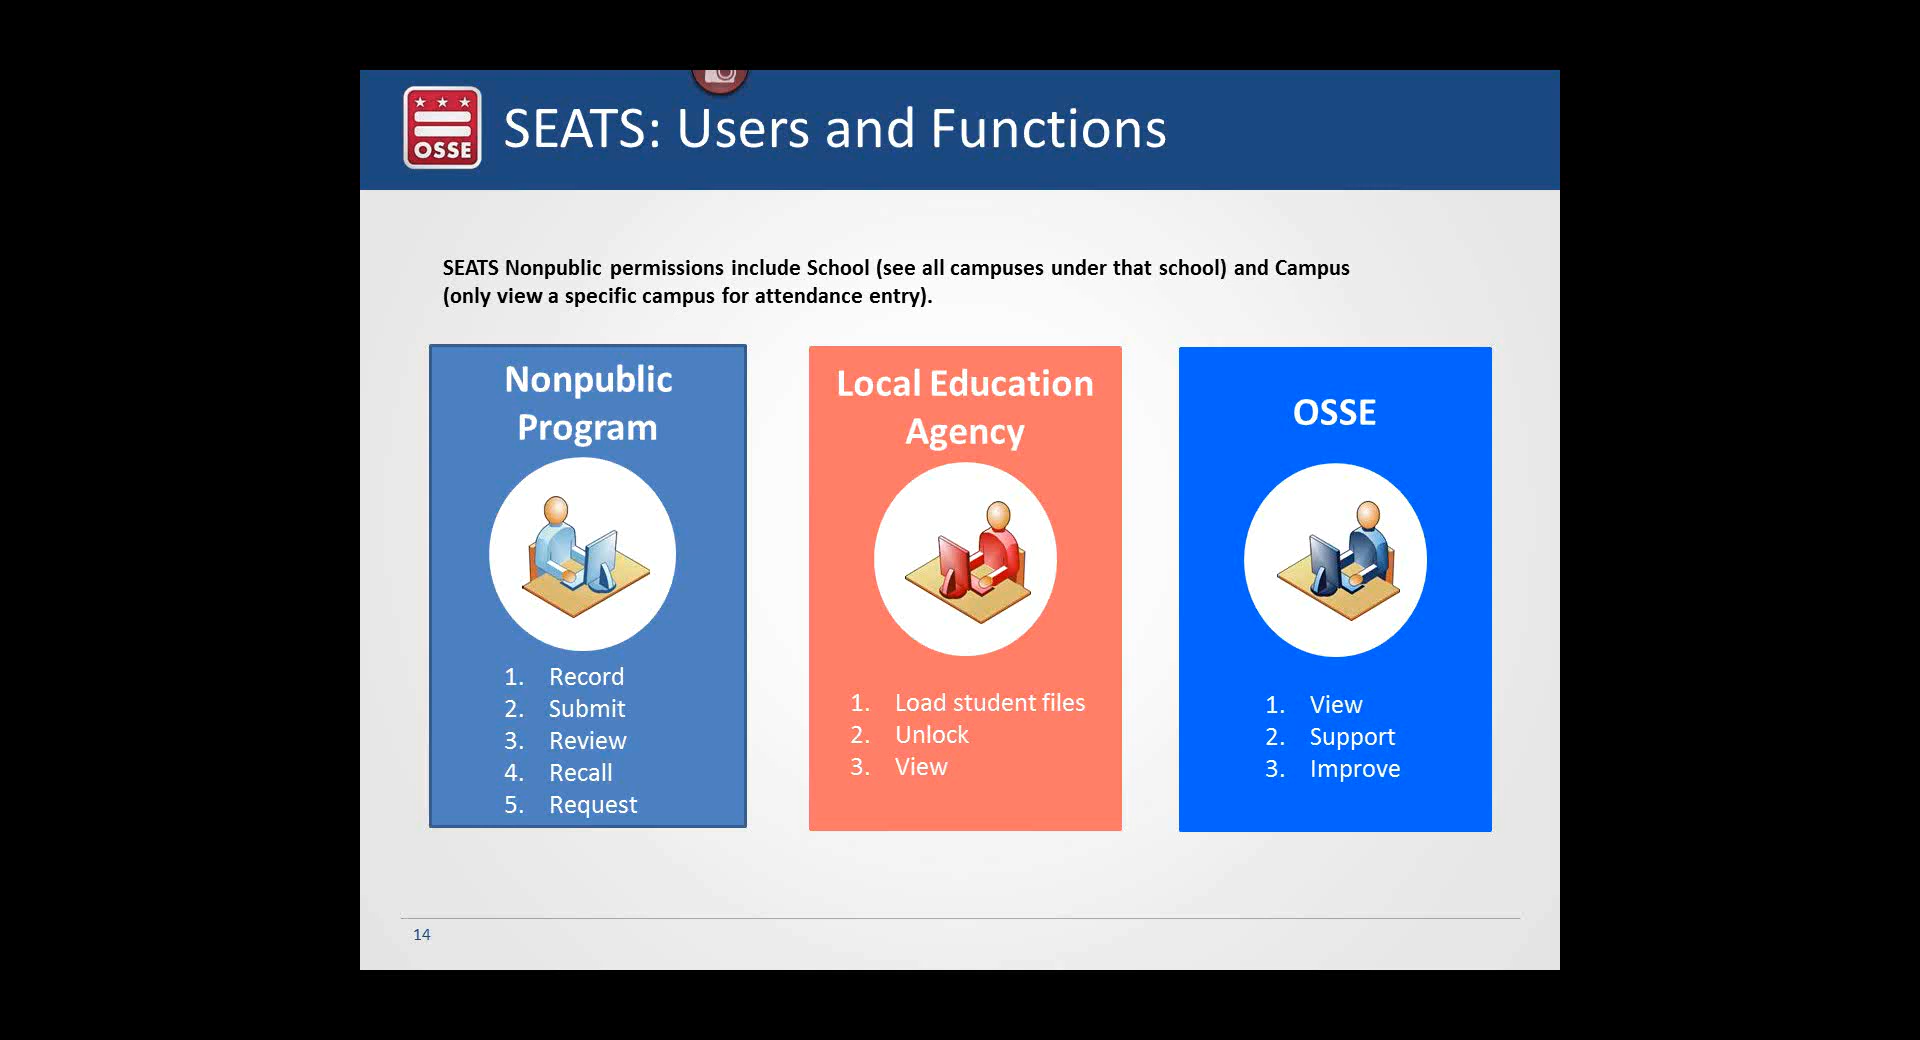 OSSE
SEATS: Users and Functions
SEATS Nonpublic permissions include School (see all campuses under that school) and Campus
(only view a specific campus for attendance entry).
Nonpublic
Program
1. Record
2. Submit
3. Review
4. Recall
5. Request
Local Education
Agency
1. Load student files
2. Unlock
3. View
OSSE
1. View
2. Support
3. Improve
14